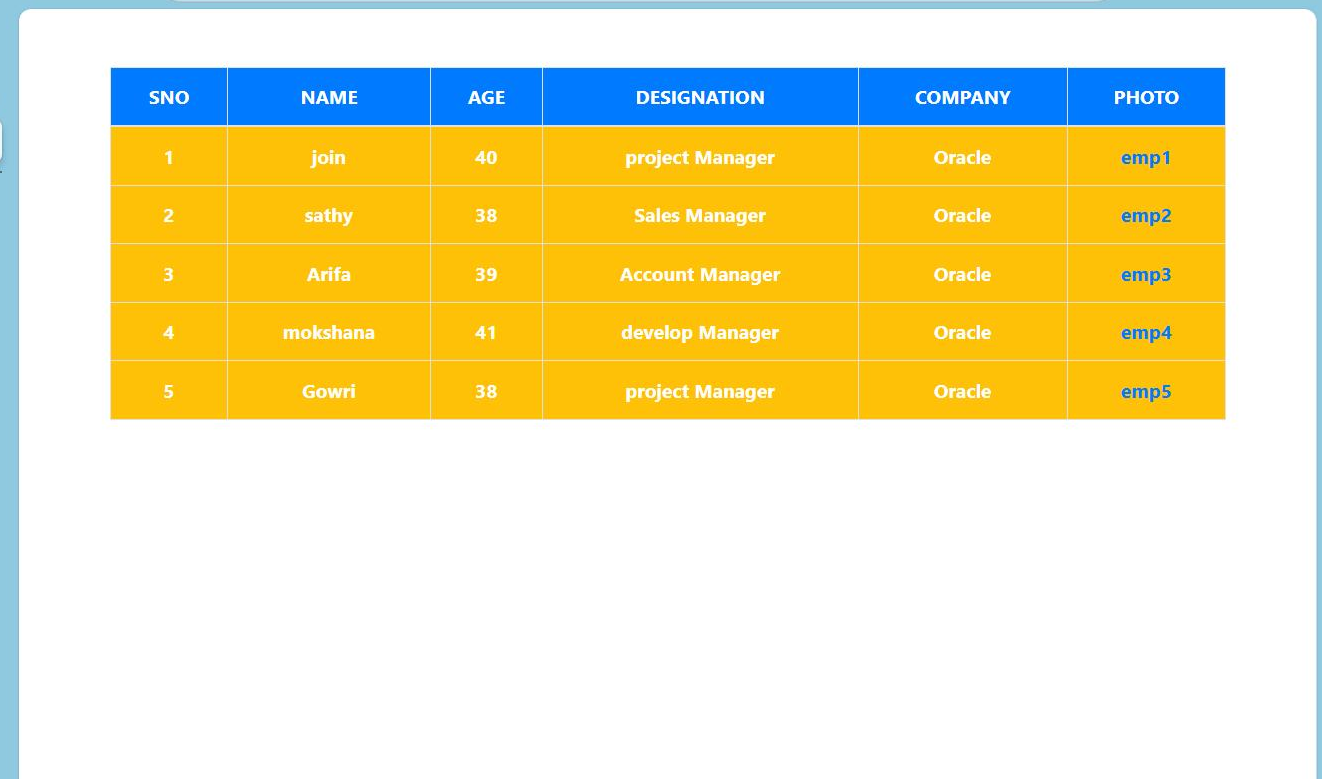 SNO NAME AGE DESIGNATION COMPANY PHOTO
1 join 40 project Manager Oracle emp1
2 sathy 38 Sales Manager Oracle emp2
3 Arifa 39 Account Manager Oracle emp3
4 mokshana 41 develop Manager Oracle emp4
5 Gowri 38 project Manager Oracle emp5